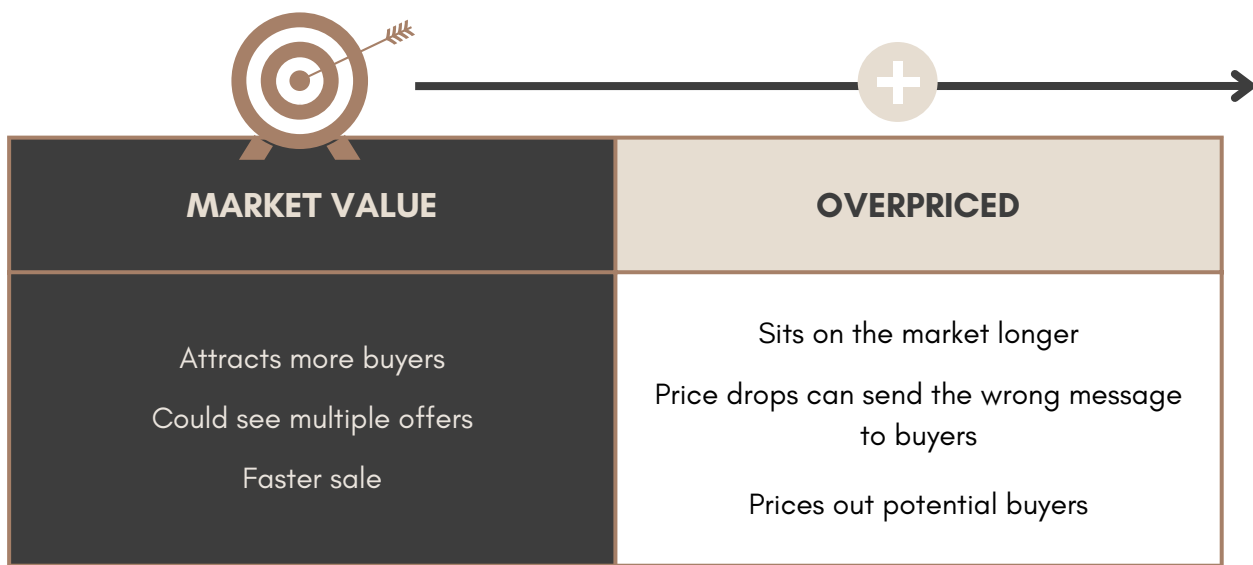 MARKET VALUE
OVERPRICED
Attracts more buyers
Could see multiple offers
Faster sale
Sits on the market longer
Price drops can send the wrong message
to buyers
Prices out potential buyers